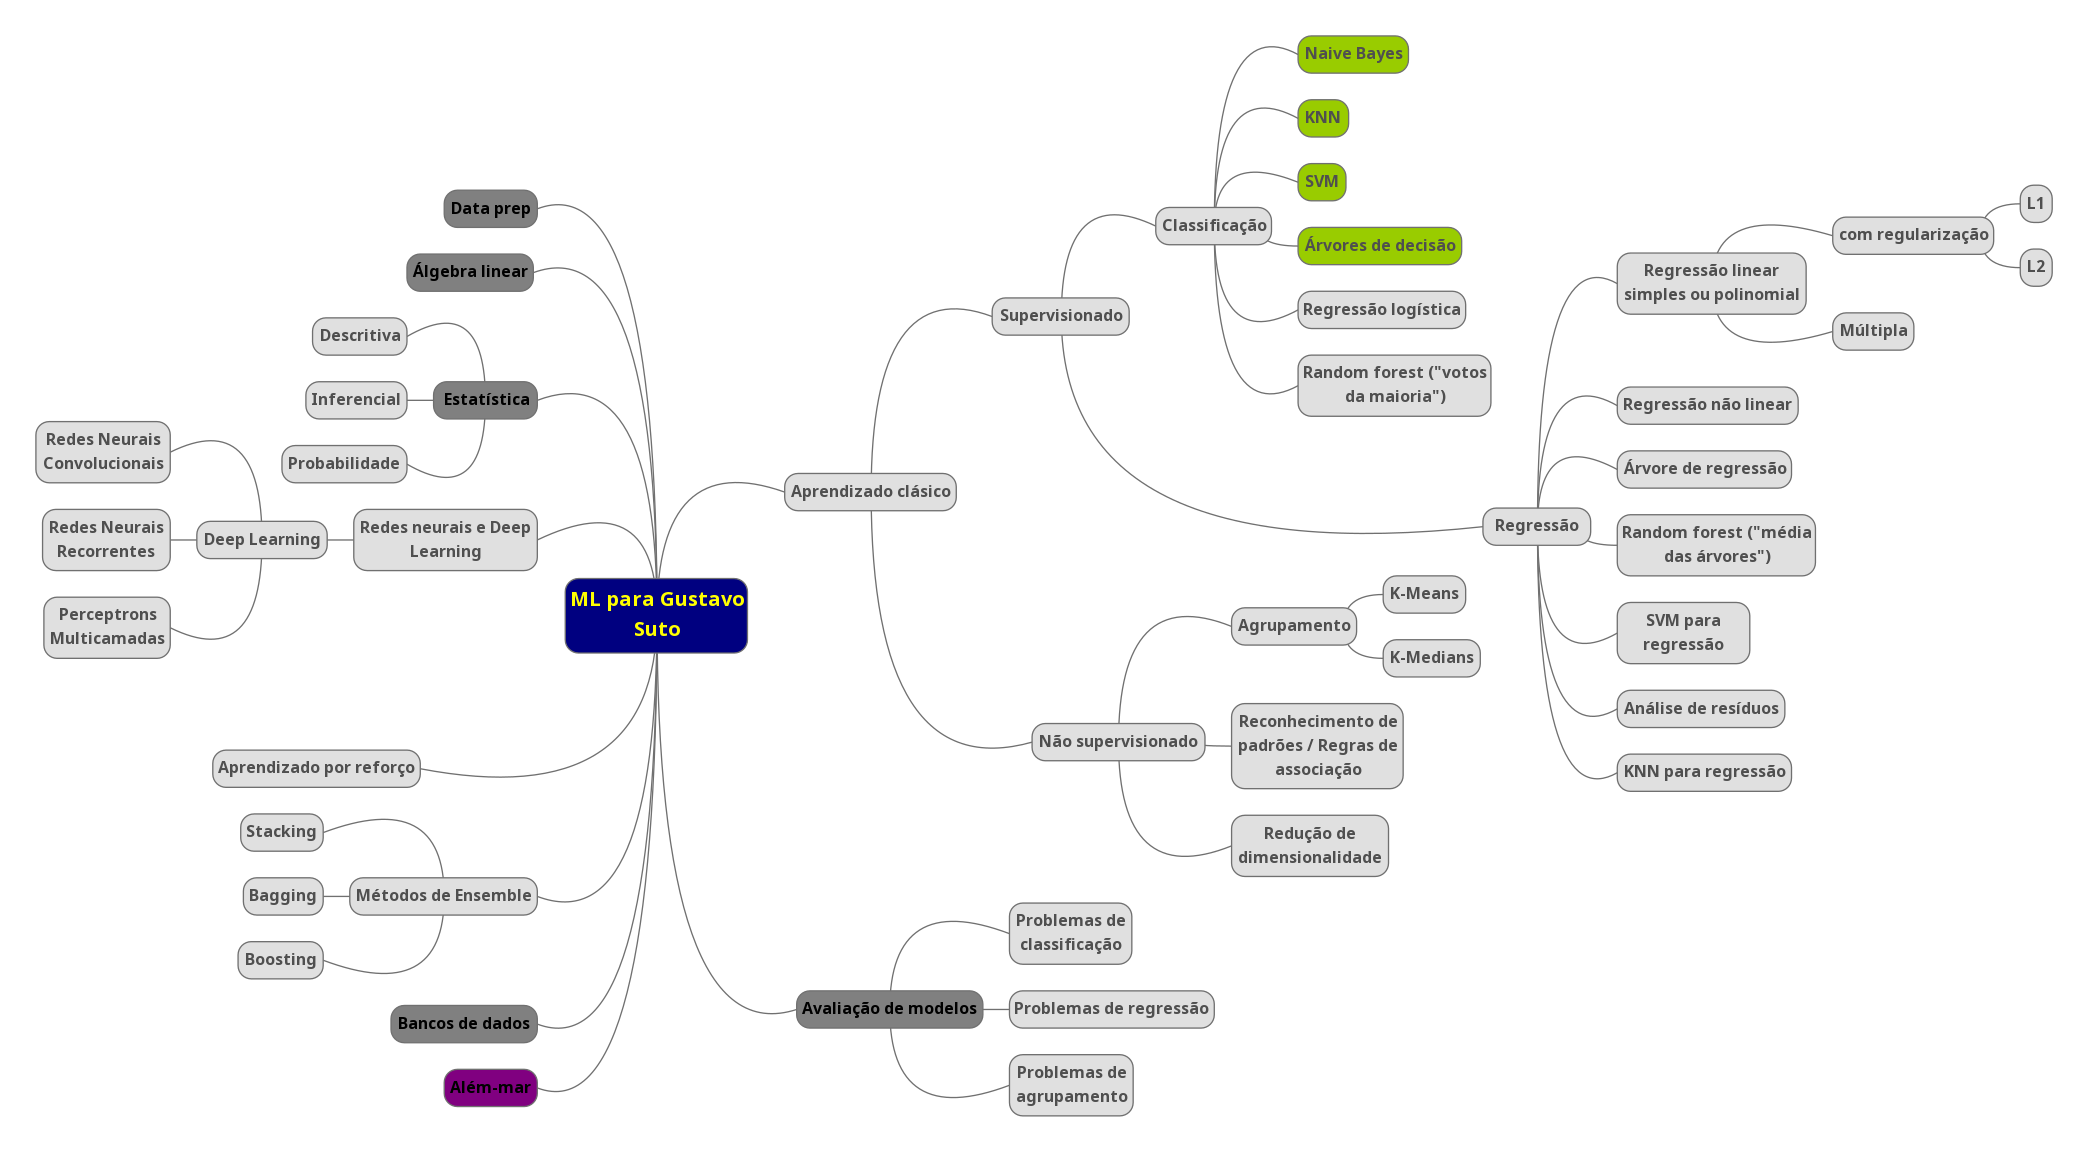 ML para Gustavo
Suto
Aprendizado clásico
Supervisionado
Classificação
Naive Bayes
KNN
SVM
Árvores de decisão
Regressão logística
Random forest ("votos
da maioria")
Regressão
Regressão linear
simples ou polinomial
com regularização
L1
L2
Múltipla
Regressão não linear
Árvore de regressão
Random forest ("média
das árvores")
SVM para
regressão
Análise de resíduos
KNN para regressão
Não supervisionado
Agrupamento
K-Means
K-Medians
Reconhecimento de
padrões / Regras de
associação
Redução de
dimensionalidade
Avaliação de modelos
Problemas de
classificação
Problemas de regressão
Problemas de
agrupamento
Data prep
Álgebra linear
Estatística
Descritiva
Inferencial
Probabilidade
Redes neurais e Deep
Learning
Deep Learning
Redes Neurais
Convolucionais
Redes Neurais
Recorrentes
Perceptrons
Multicamadas
Aprendizado por reforço
Métodos de Ensemble
Stacking
Bagging
Boosting
Bancos de dados
Além-mar